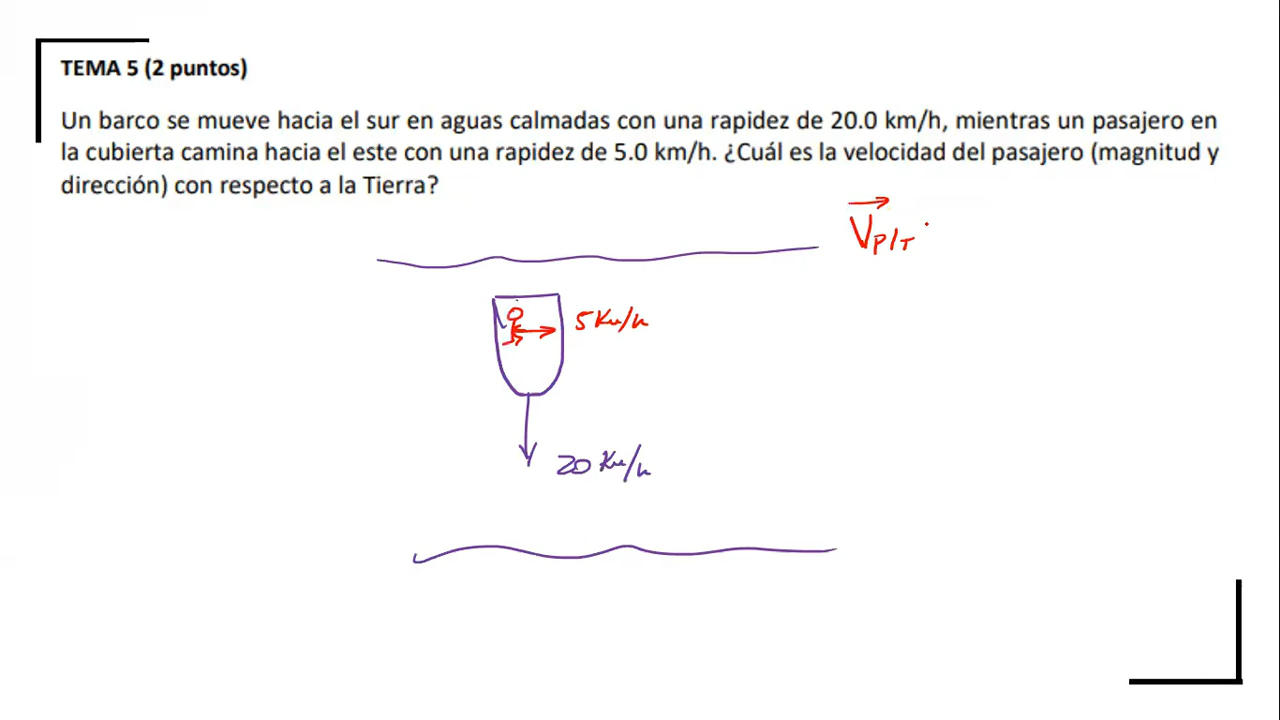 TEMA 5 (2 puntos)
Un barco se mueve hacia el sur en aguas calmadas con una rapidez de 20.0 km/h, mientras un pasajero en
la cubierta camina hacia el este con una rapidez de 5.0 km/h. ¿Cuál es la velocidad del pasajero (magnitud y
dirección) con respecto a la Tierra?
V P/T
5 Km/h
20 Km/h